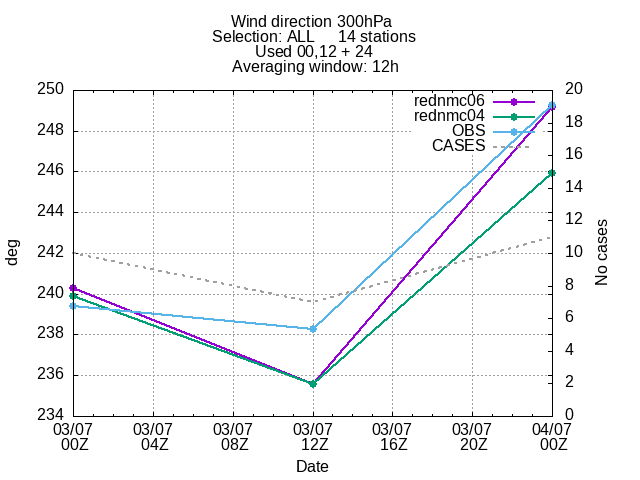 Wind direction 300hPa
Selection: ALL      14 stations
Used 00,12 + 24
Averaging window: 12h
250
248
246
244
242
240
238
236
234
deg
20
18
16
14
12
10
8
6
4
2
0
No cases
rednmc06
rednmc04
OBS
CASES
03/07 03/07 03/07 03/07 03/07 03/07 04/07
00Z 04Z 08Z 12Z 16Z 20Z 00Z
Date